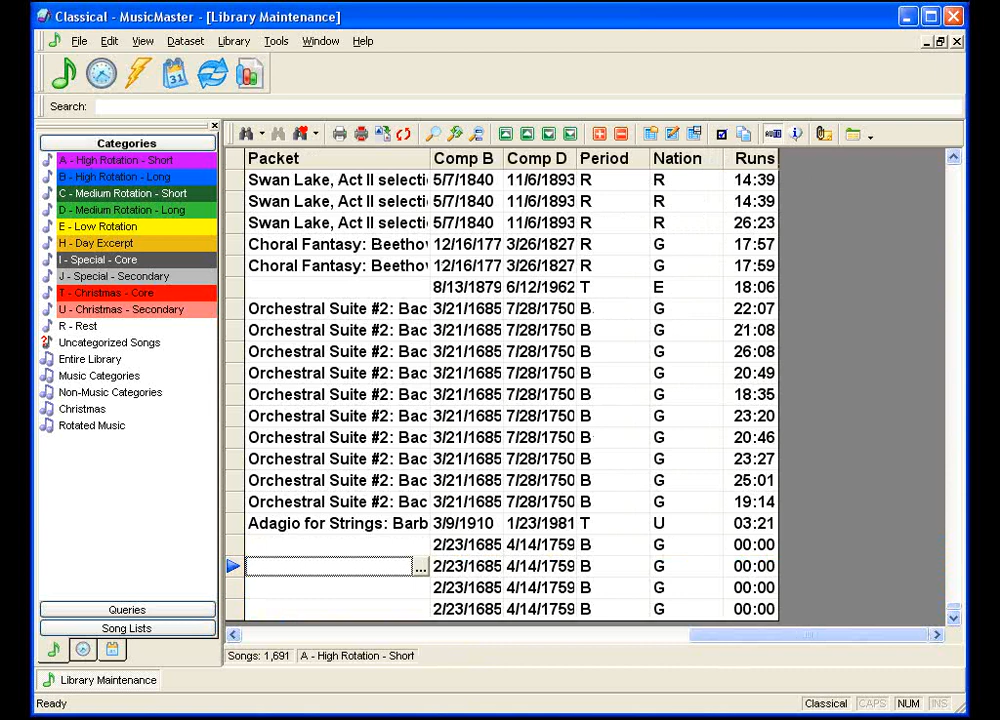 Classical - MusicMaster - [Library Maintenance]
File Edit View Dataset Library Tools Window Help
31
Search:
Categories
A - High Rotation - Short
B - High Rotation - Long
C - Medium Rotation - Short
D - Medium Rotation - Long
E - Low Rotation
H - Day Excerpt
I - Special - Core
J - Special - Secondary
T - Christmas - Core
U - Christmas - Secondary
R - Rest
Uncategorized Songs
Entire Library
Music Categories
Non-Music Categories
Christmas
Rotated Music
Queries
Song Lists
Packet Comp B Comp D Period Nation Runs
Swan Lake, Act II selecti 5/7/1840 11/6/1893 R R 14:39
Swan Lake, Act II selecti 5/7/1840 11/6/1893 R R 14:39
Swan Lake, Act II selecti 5/7/1840 11/6/1893 R R 26:23
Choral Fantasy: Beethov 12/16/177 3/26/1827 R G 17:57
Choral Fantasy: Beethov 12/16/177 3/26/1827 R G 17:59
8/13/1879 6/12/1962 T E 18:06
Orchestral Suite #2: Bac 3/21/1685 7/28/1750 B G 22:07
Orchestral Suite #2: Bac 3/21/1685 7/28/1750 B G 21:08
Orchestral Suite #2: Bac 3/21/1685 7/28/1750 B G 26:08
Orchestral Suite #2: Bac 3/21/1685 7/28/1750 B G 20:49
Orchestral Suite #2: Bac 3/21/1685 7/28/1750 B G 18:35
Orchestral Suite #2: Bac 3/21/1685 7/28/1750 B G 23:20
Orchestral Suite #2: Bac 3/21/1685 7/28/1750 B G 20:46
Orchestral Suite #2: Bac 3/21/1685 7/28/1750 B G 23:27
Orchestral Suite #2: Bac 3/21/1685 7/28/1750 B G 25:01
Orchestral Suite #2: Bac 3/21/1685 7/28/1750 B G 19:14
Adagio for Strings: Barb 3/9/1910 1/23/1981 T U 03:21
2/23/1685 4/14/1759 B G 00:00
... 2/23/1685 4/14/1759 B G 00:00
2/23/1685 4/14/1759 B G 00:00
2/23/1685 4/14/1759 B G 00:00
Songs: 1,691 A - High Rotation - Short
Library Maintenance
Ready Classical CAPS NUM INS